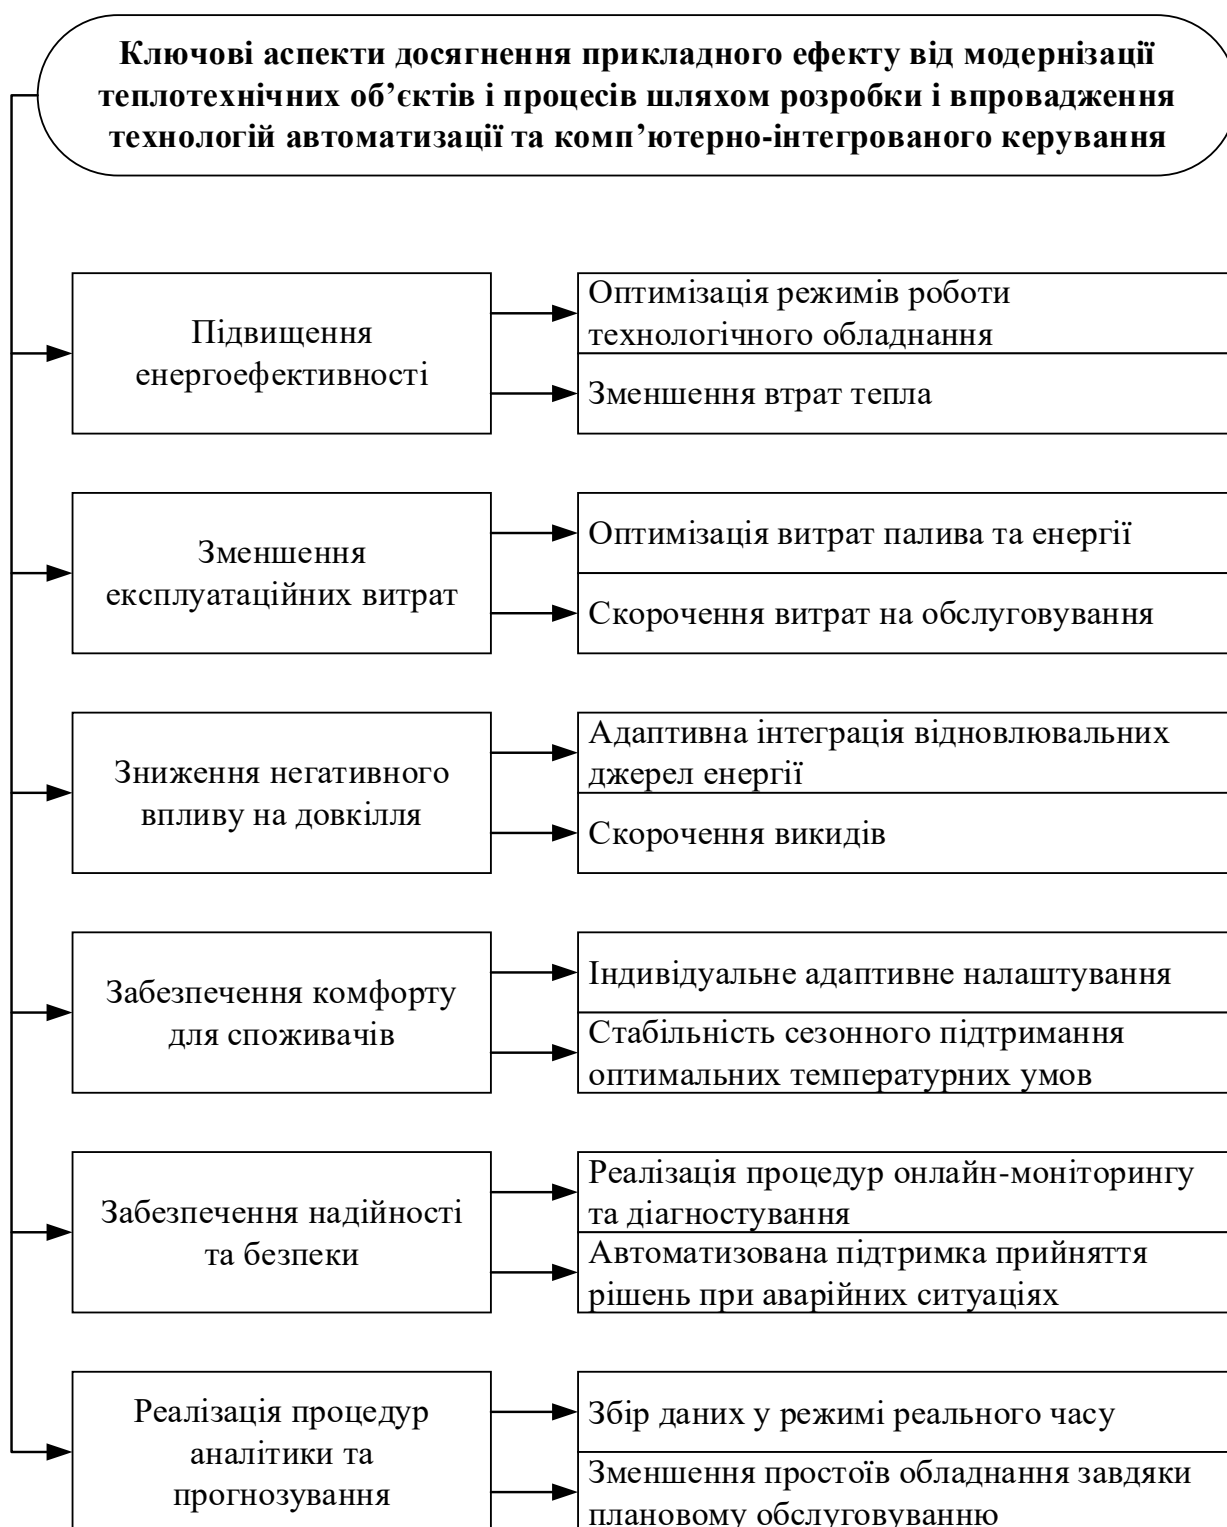 Ключові аспекти досягнення прикладного ефекту від модернізації
теплотехнічних об’єктів і процесів шляхом розробки і впровадження
технологій автоматизації та комп’ютерно-інтегрованого керування
Підвищення
енергоефективності
Оптимізація режимів роботи
технологічного обладнання
Зменшення втрат тепла
Зменшення
експлуатаційних витрат
Оптимізація витрат палива та енергії
Скорочення витрат на обслуговування
Зниження негативного
впливу на довкілля
Адаптивна інтеграція відновлювальних
джерел енергії
Скорочення викидів
Забезпечення комфорту
для споживачів
Індивідуальне адаптивне налаштування
Стабільність сезонного підтримання
оптимальних температурних умов
Забезпечення надійності
та безпеки
Реалізація процедур онлайн-моніторингу
та діагностування
Автоматизована підтримка прийняття
рішень при аварійних ситуаціях
Реалізація процедур
аналітики та
прогнозування
Збір даних у режимі реального часу
Зменшення простоїв обладнання завдяки
плановому обслуговуванню